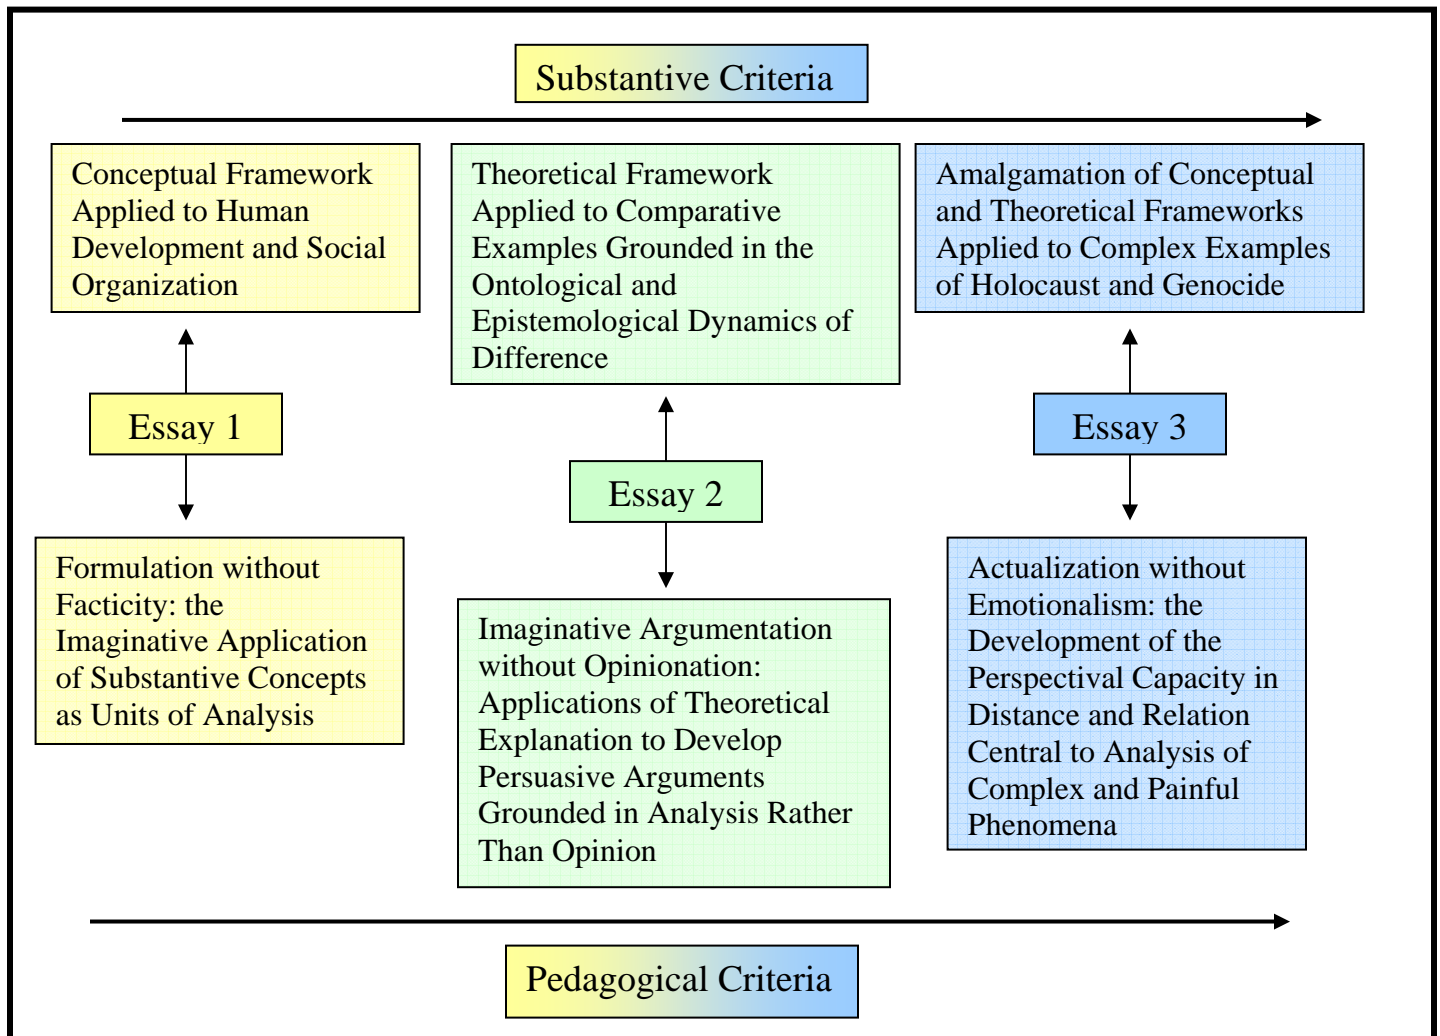 Substantive Criteria
Conceptual Framework
Applied to Human
Development and Social
Organization
Theoretical Framework
Applied to Comparative
Examples Grounded in the
Ontological and
Epistemological Dynamics of
Difference
Amalgamation of Conceptual
and Theoretical Frameworks
Applied to Complex Examples
of Holocaust and Genocide
Essay 1
Essay 2
Essay 3
Formulation without
Facticity: the
Imaginative Application
of Substantive Concepts
as Units of Analysis
Imaginative Argumentation
without Opinionation:
Applications of Theoretical
Explanation to Develop
Persuasive Arguments
Grounded in Analysis Rather
Than Opinion
Actualization without
Emotionalism: the
Development of the
Perspectival Capacity in
Distance and Relation
Central to Analysis of
Complex and Painful
Phenomena
Pedagogical Criteria